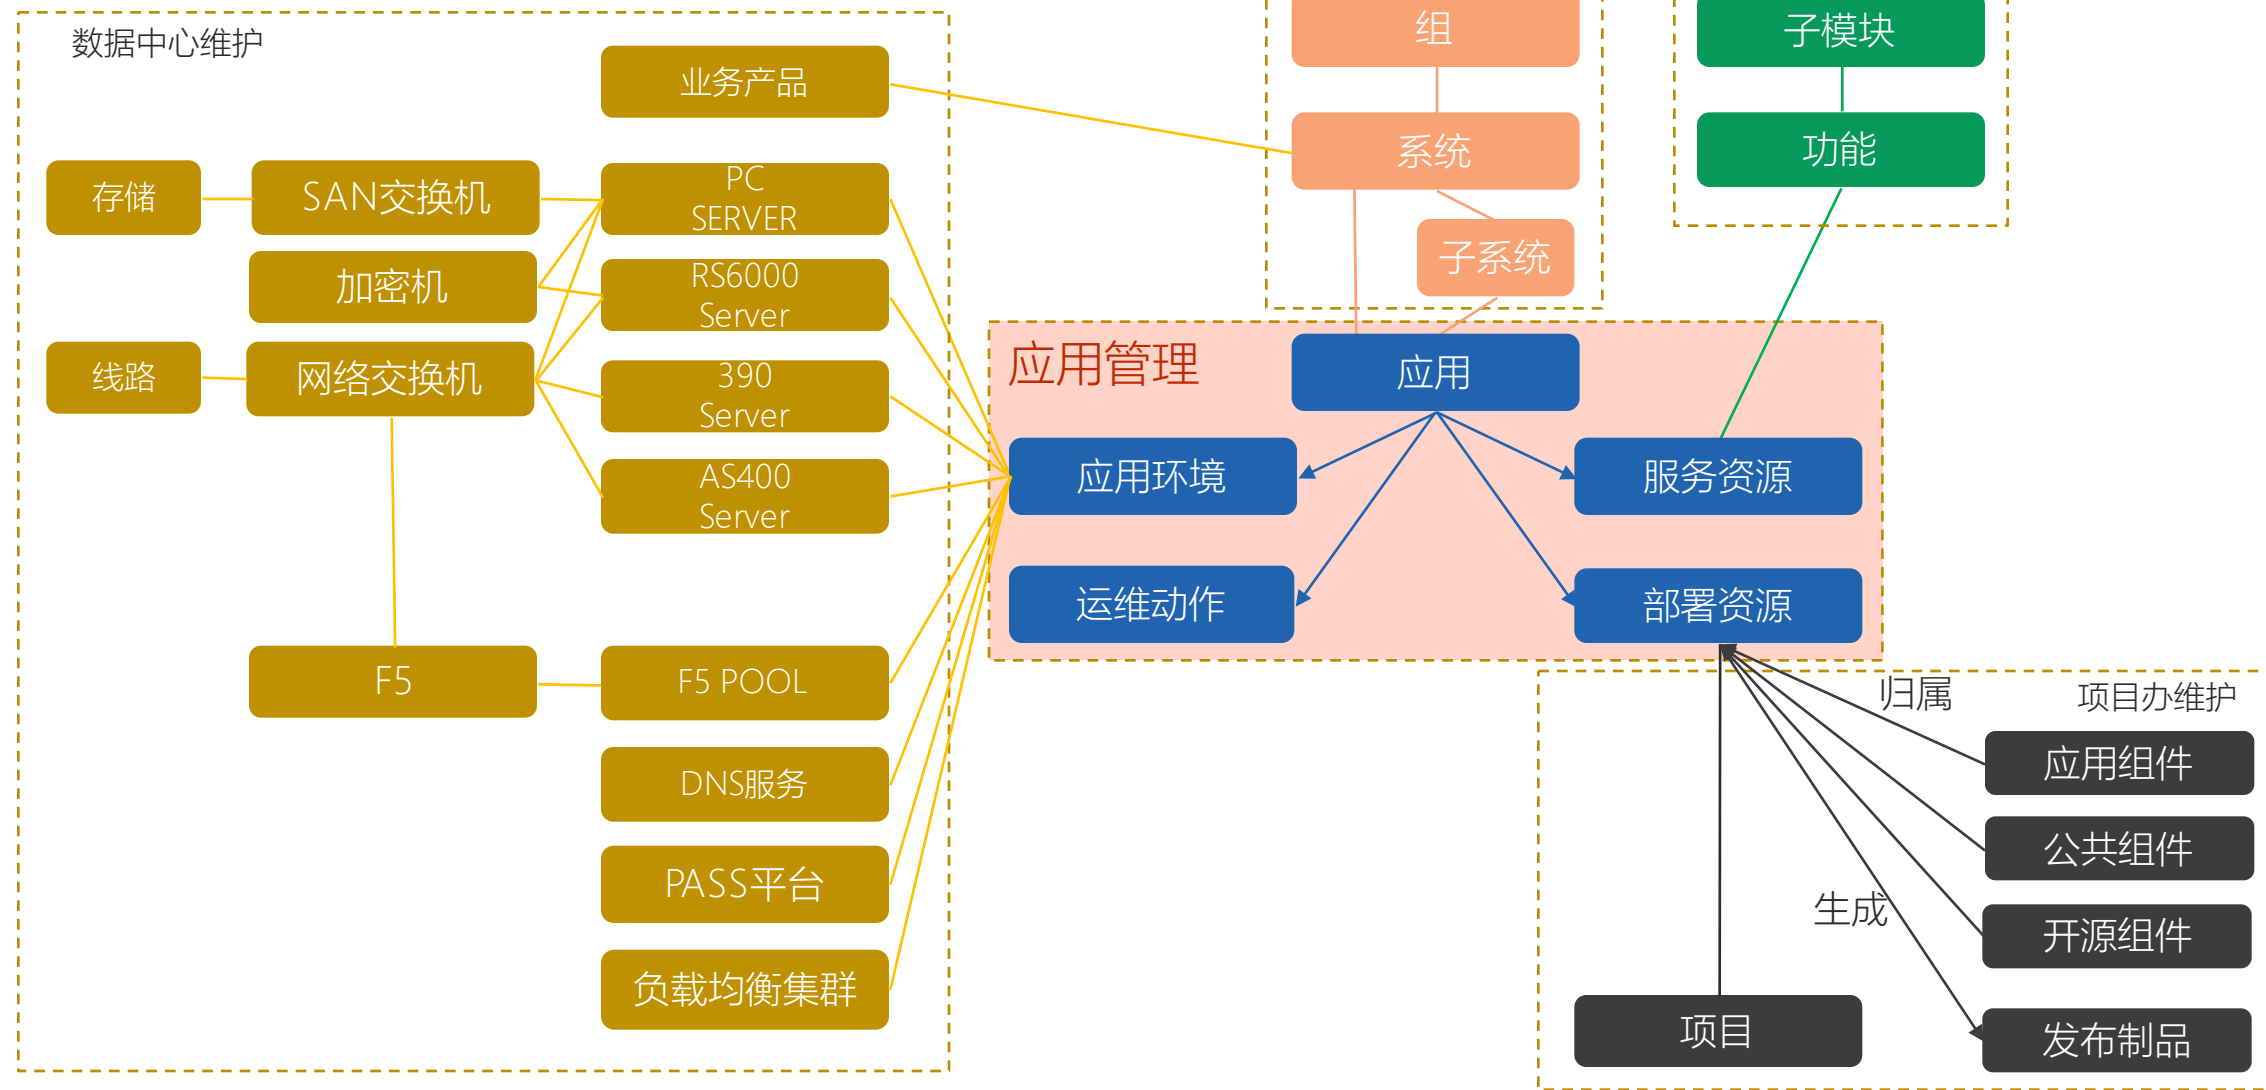 数据中心维护
业务产品
存储
SAN交换机
PC
SERVER
加密机
RS6000
Server
线路
网络交换机
390
Server
AS400
Server
F5
F5 POOL
DNS服务
PASS平台
负载均衡集群
组
系统
子系统
子模块
功能
应用管理
应用
应用环境
服务资源
运维动作
部署资源
归属
项目办维护
应用组件
公共组件
生成
开源组件
项目
发布制品